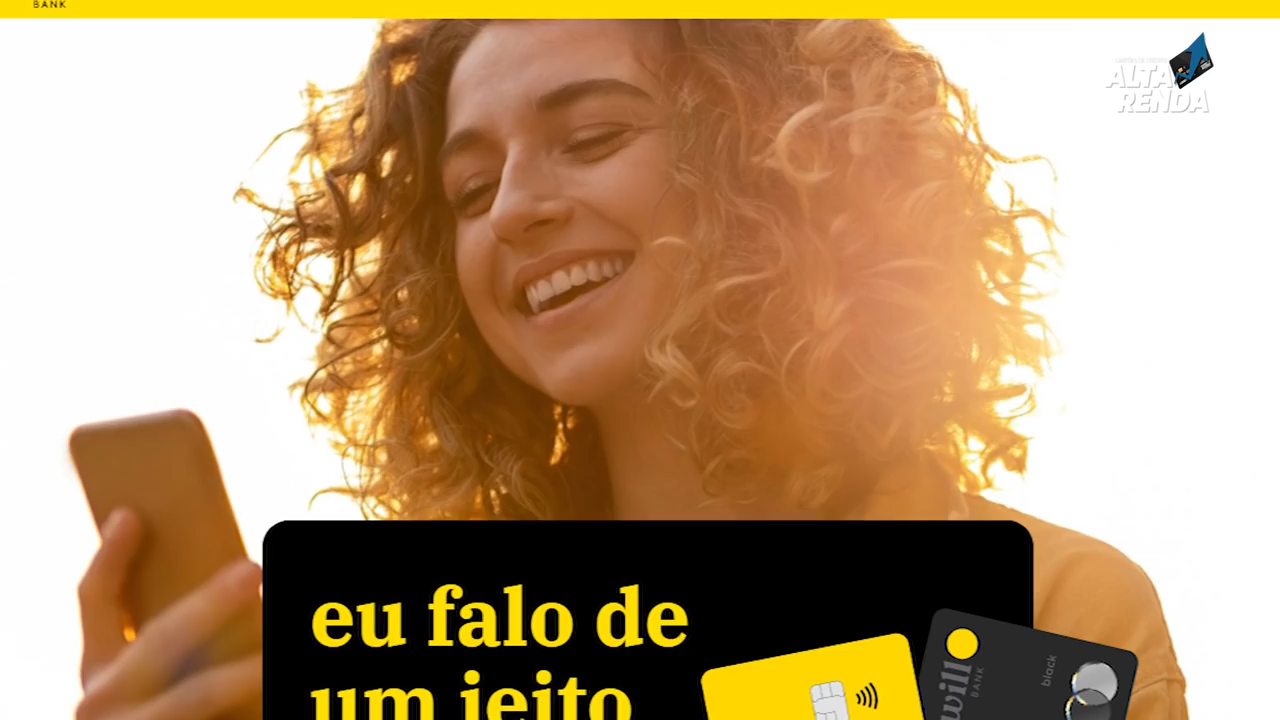 BANK
ALTA
RENDA
eu falo de
um jeito
will
BANK
black